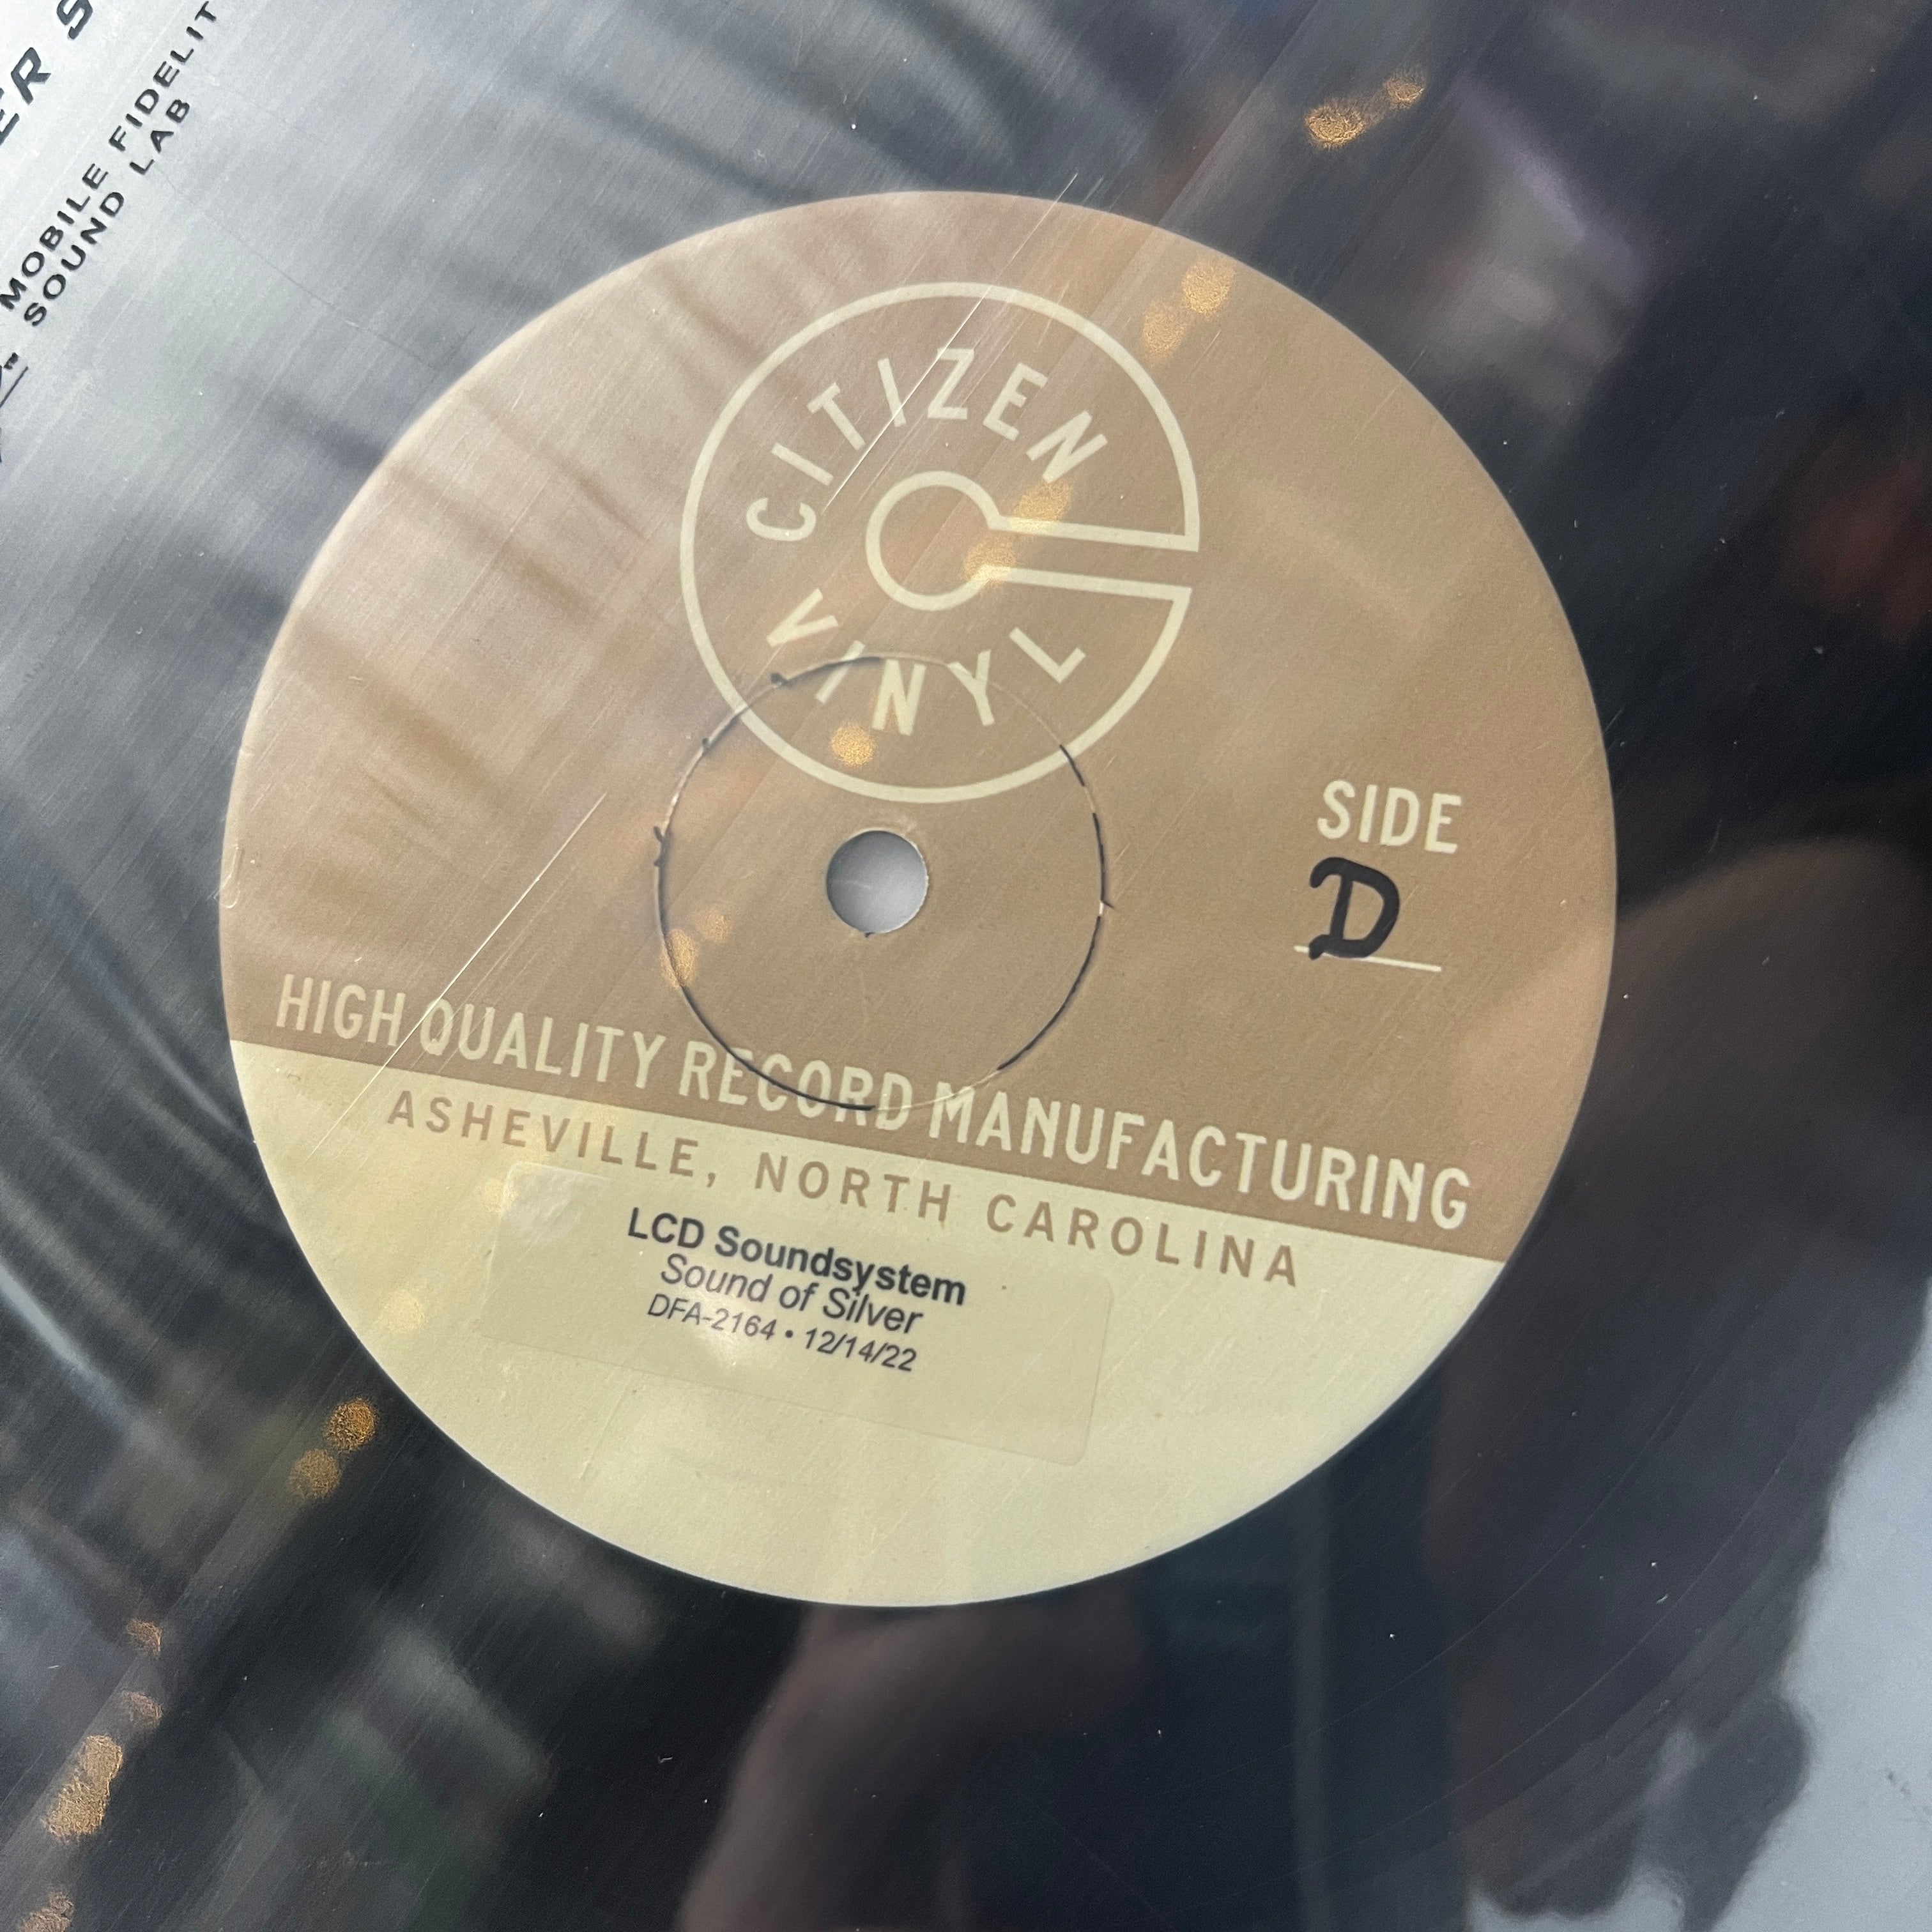 MOBILE FIDELIT
SOUND LAB
CITIZEN
VINYL
SIDE
D
HIGH QUALITY RECORD MANUFACTURING
ASHEVILLE, NORTH CAROLINA
LCD Soundsystem
Sound of Silver
DFA-2164 • 12/14/22